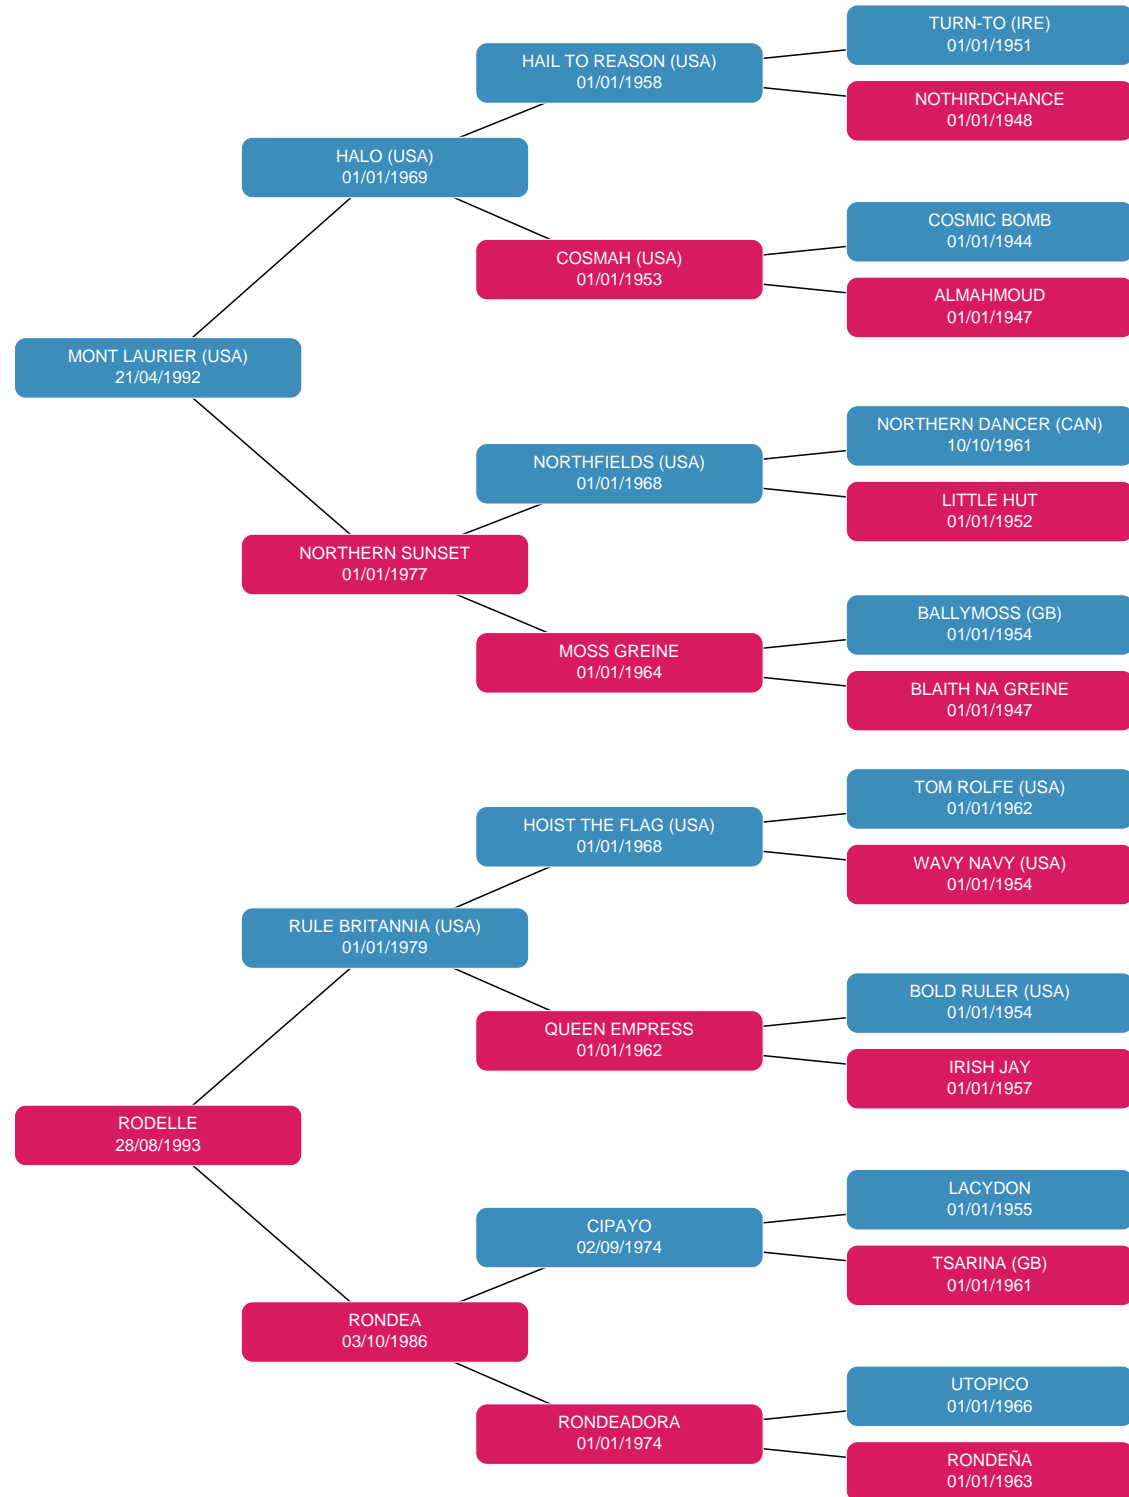 TURN-TO (IRE)
01/01/1951
HAIL TO REASON (USA)
01/01/1958
NOTHIRDCHANCE
01/01/1948
HALO (USA)
01/01/1969
COSMIC BOMB
01/01/1944
COSMAH (USA)
01/01/1953
ALMAHMOUD
01/01/1947
MONT LAURIER (USA)
21/04/1992
NORTHERN DANCER (CAN)
10/10/1961
NORTHFIELDS (USA)
01/01/1968
LITTLE HUT
01/01/1952
NORTHERN SUNSET
01/01/1977
BALLYMOSS (GB)
01/01/1954
MOSS GREINE
01/01/1964
BLAITH NA GREINE
01/01/1947
TOM ROLFE (USA)
01/01/1962
HOIST THE FLAG (USA)
01/01/1968
WAVY NAVY (USA)
01/01/1954
RULE BRITANNIA (USA)
01/01/1979
BOLD RULER (USA)
01/01/1954
QUEEN EMPRESS
01/01/1962
IRISH JAY
01/01/1957
RODELLE
28/08/1993
LACYDON
01/01/1955
CIPAYO
02/09/1974
TSARINA (GB)
01/01/1961
RONDEA
03/10/1986
UTOPICO
01/01/1966
RONDEADORA
01/01/1974
RONDEÑA
01/01/1963